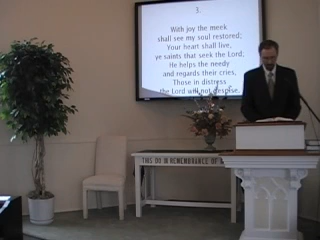 3.
With joy the meek
shall see my soul restored;
Your heart shall live,
ye saints that seek the Lord;
He helps the needy
and regards their cries,
Those in distress
the Lord will not despise.
THIS DO IN REMEMBRANCE OF